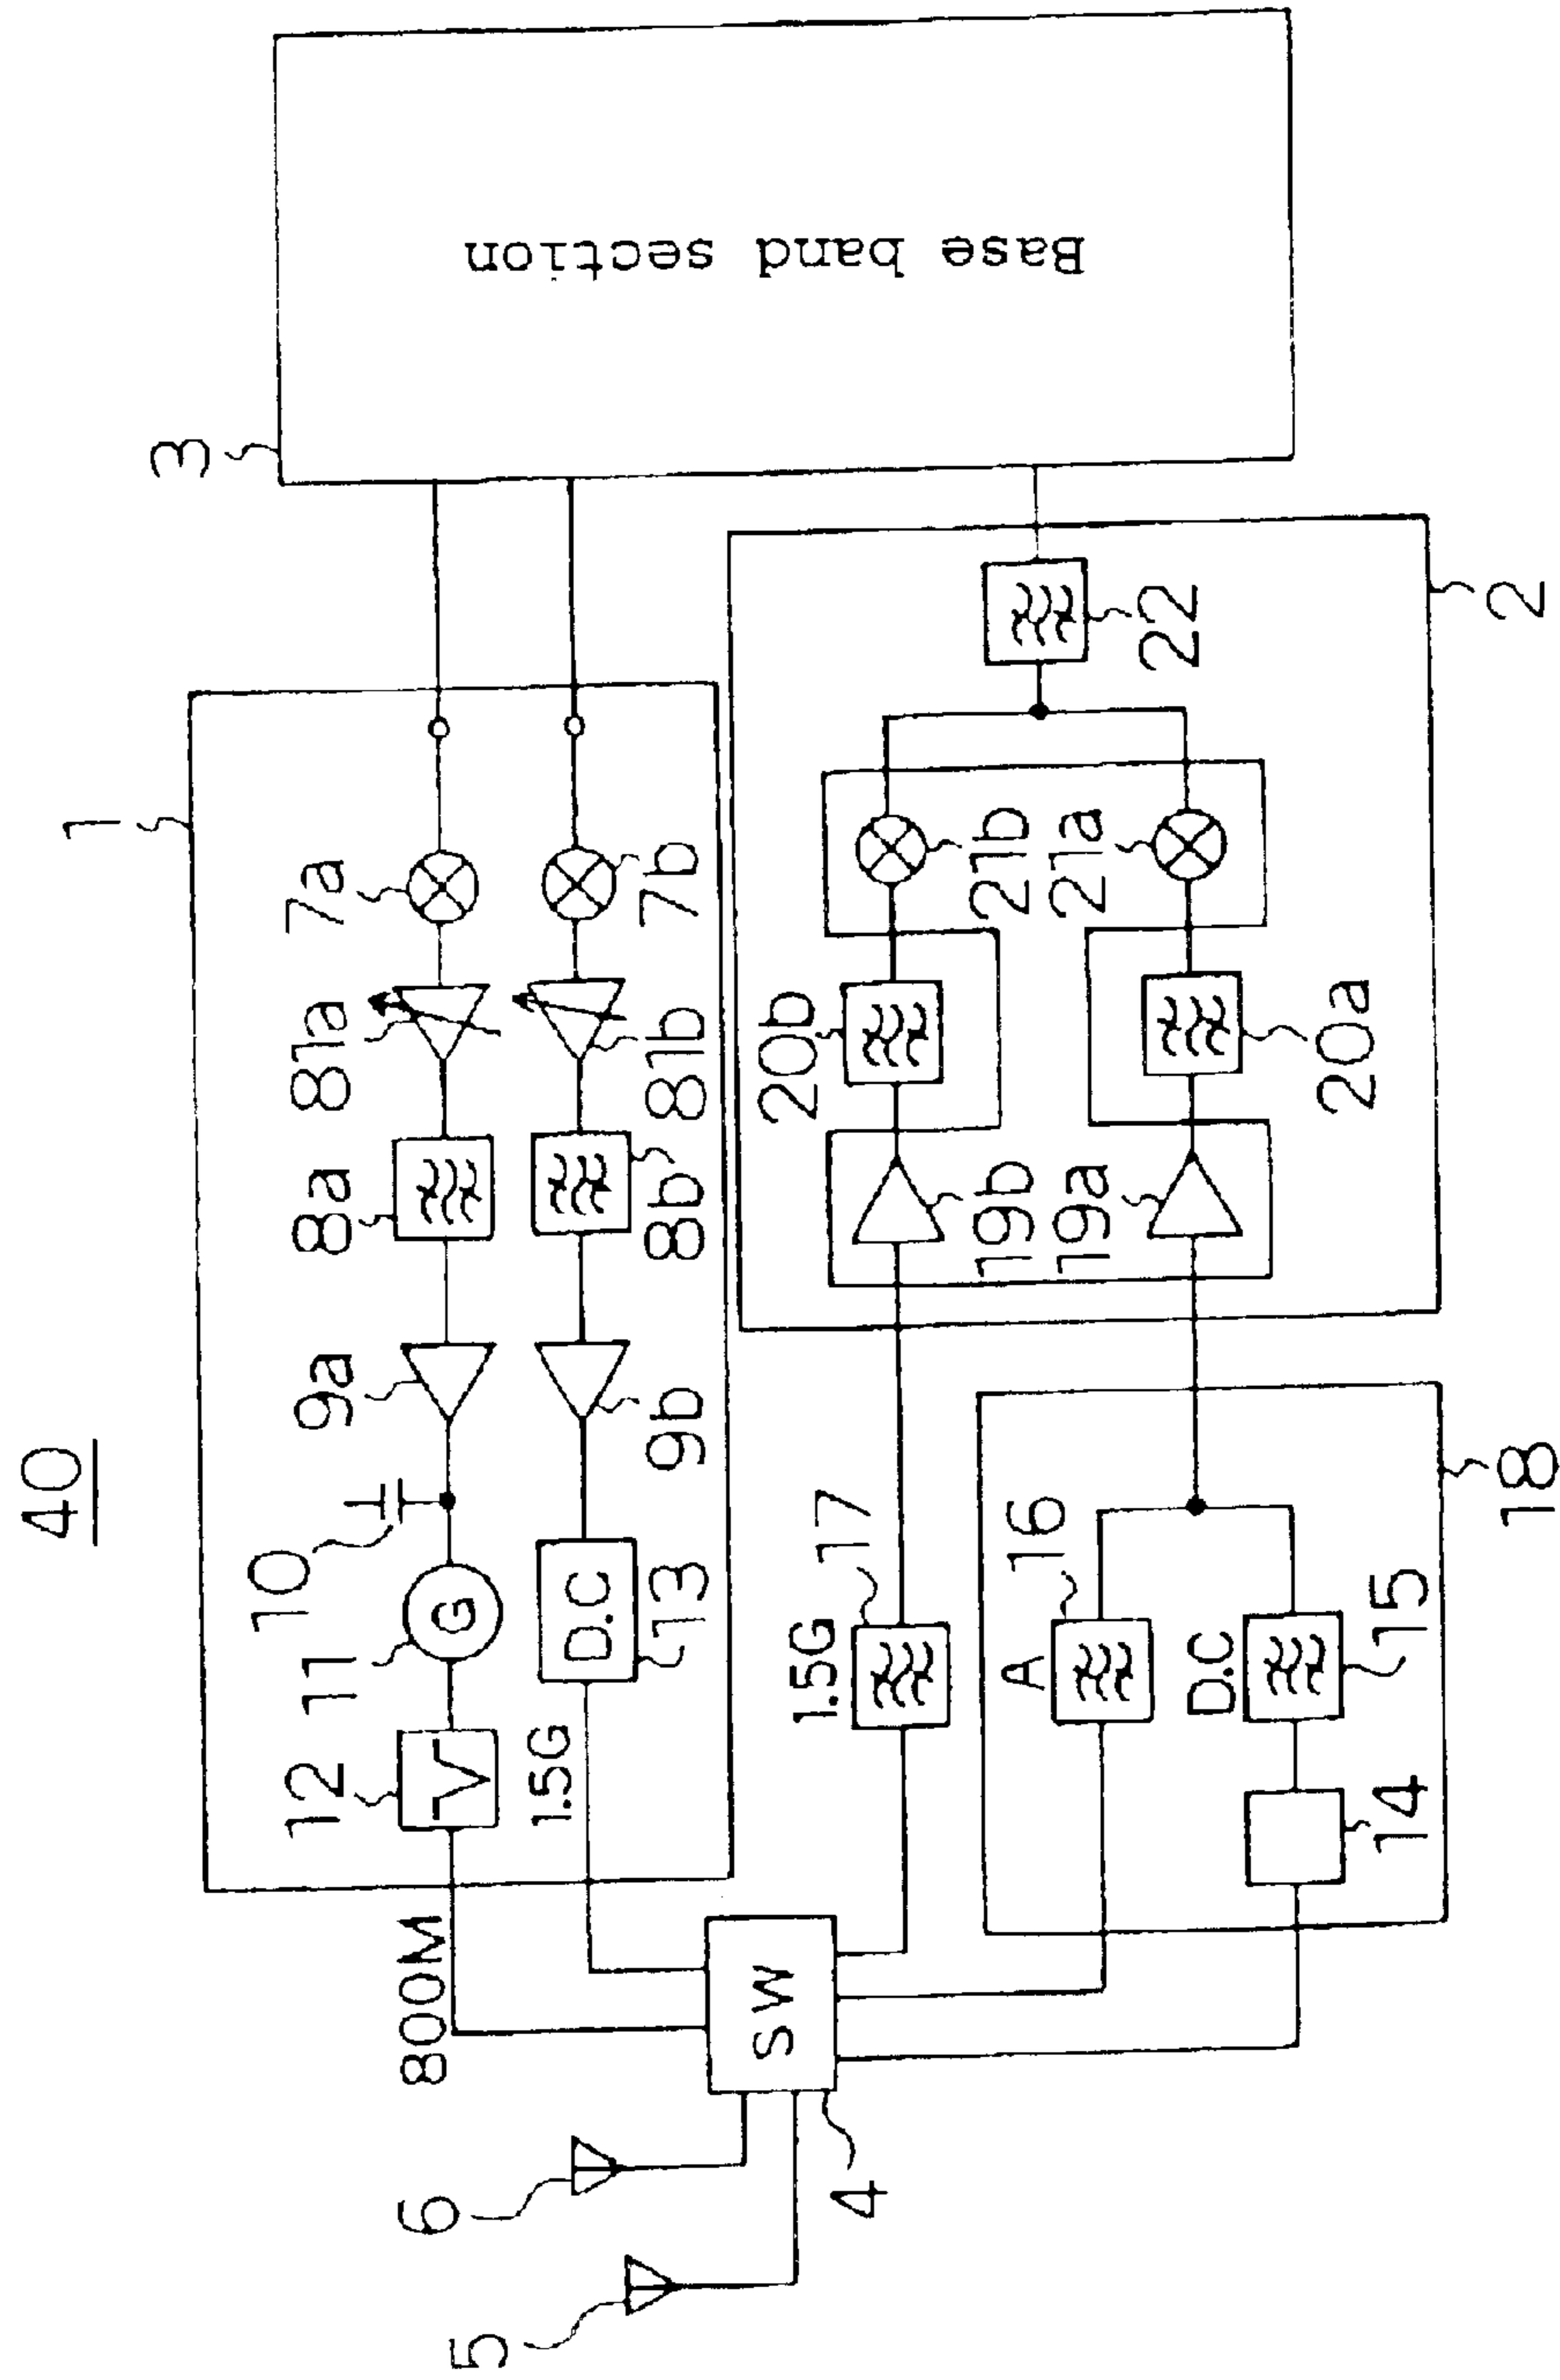 40
1
3
Base band section
12
11
10
9a
8a
81a
7a
800M
G
1.5G
D.C
13
9b
8b
81b
7b
6
5
SW
4
1.5G
17
20b
19b
21b
19a
21a
22
A
16
D.C
20a
14
15
18
2